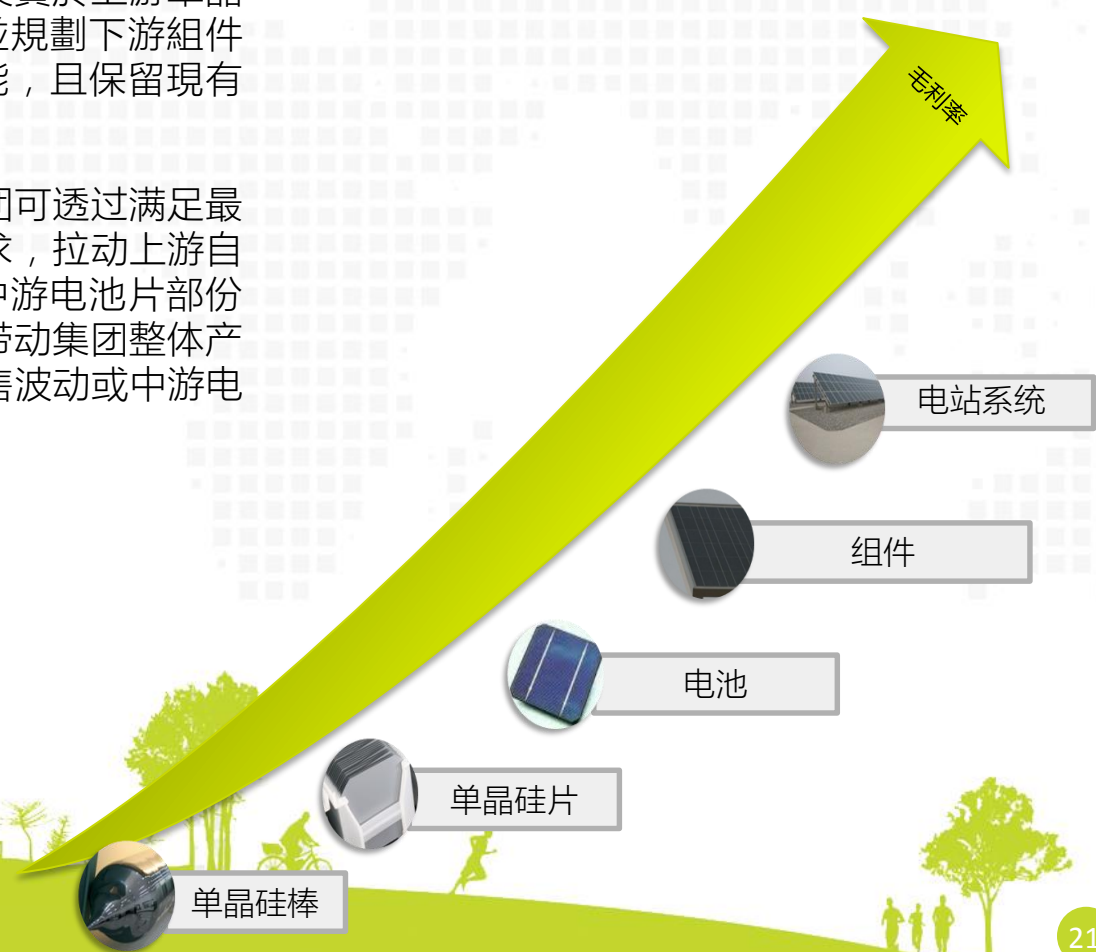 並規劃下游組件
能，且保留現有
团可透过满足最
求，拉动上游自
中游电池片部份
带动集团整体产
售波动或中游电
毛利率
电站系统
组件
电池
单晶硅片
单晶硅棒
21